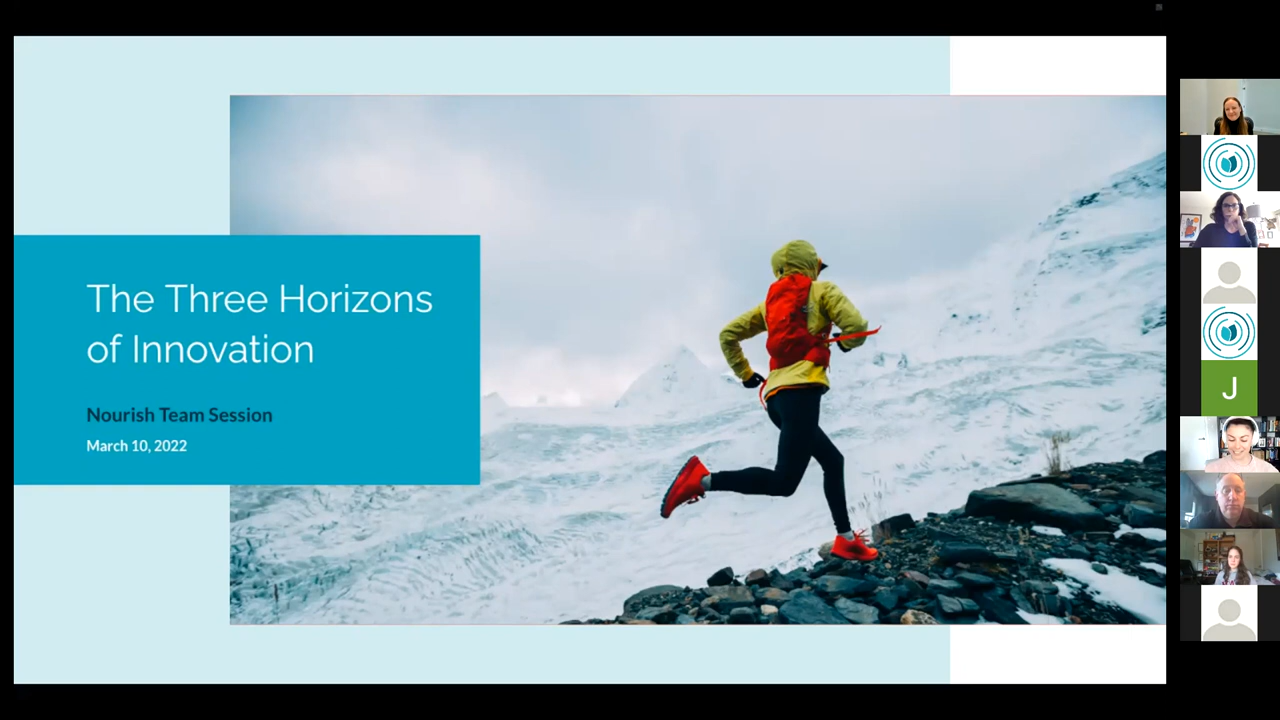 The Three Horizons
of Innovation
Nourish Team Session
March 10, 2022
J